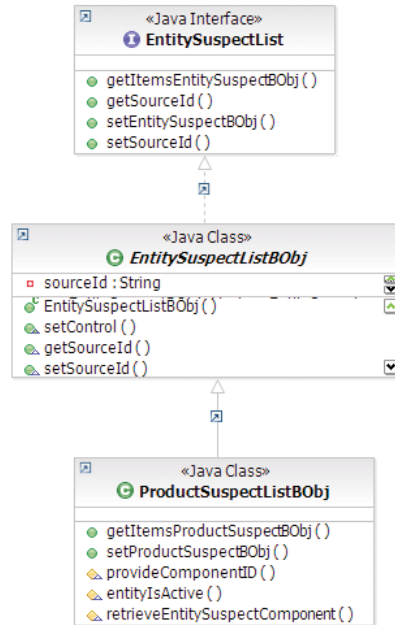 «Java Interface»
EntitySuspectList
getItemsEntitySuspectBObj ( )
getSourceId ( )
setEntitySuspectBObj ( )
setSourceId ( )
«Java Class»
EntitySuspectListBObj
sourceId : String
EntitySuspectListBObj ( )
setControl ( )
getSourceId ( )
setSourceId ( )
«Java Class»
ProductSuspectListBObj
getItemsProductSuspectBObj ( )
setProductSuspectBObj ( )
provideComponentID ( )
entityIsActive ( )
retrieveEntitySuspectComponent ( )